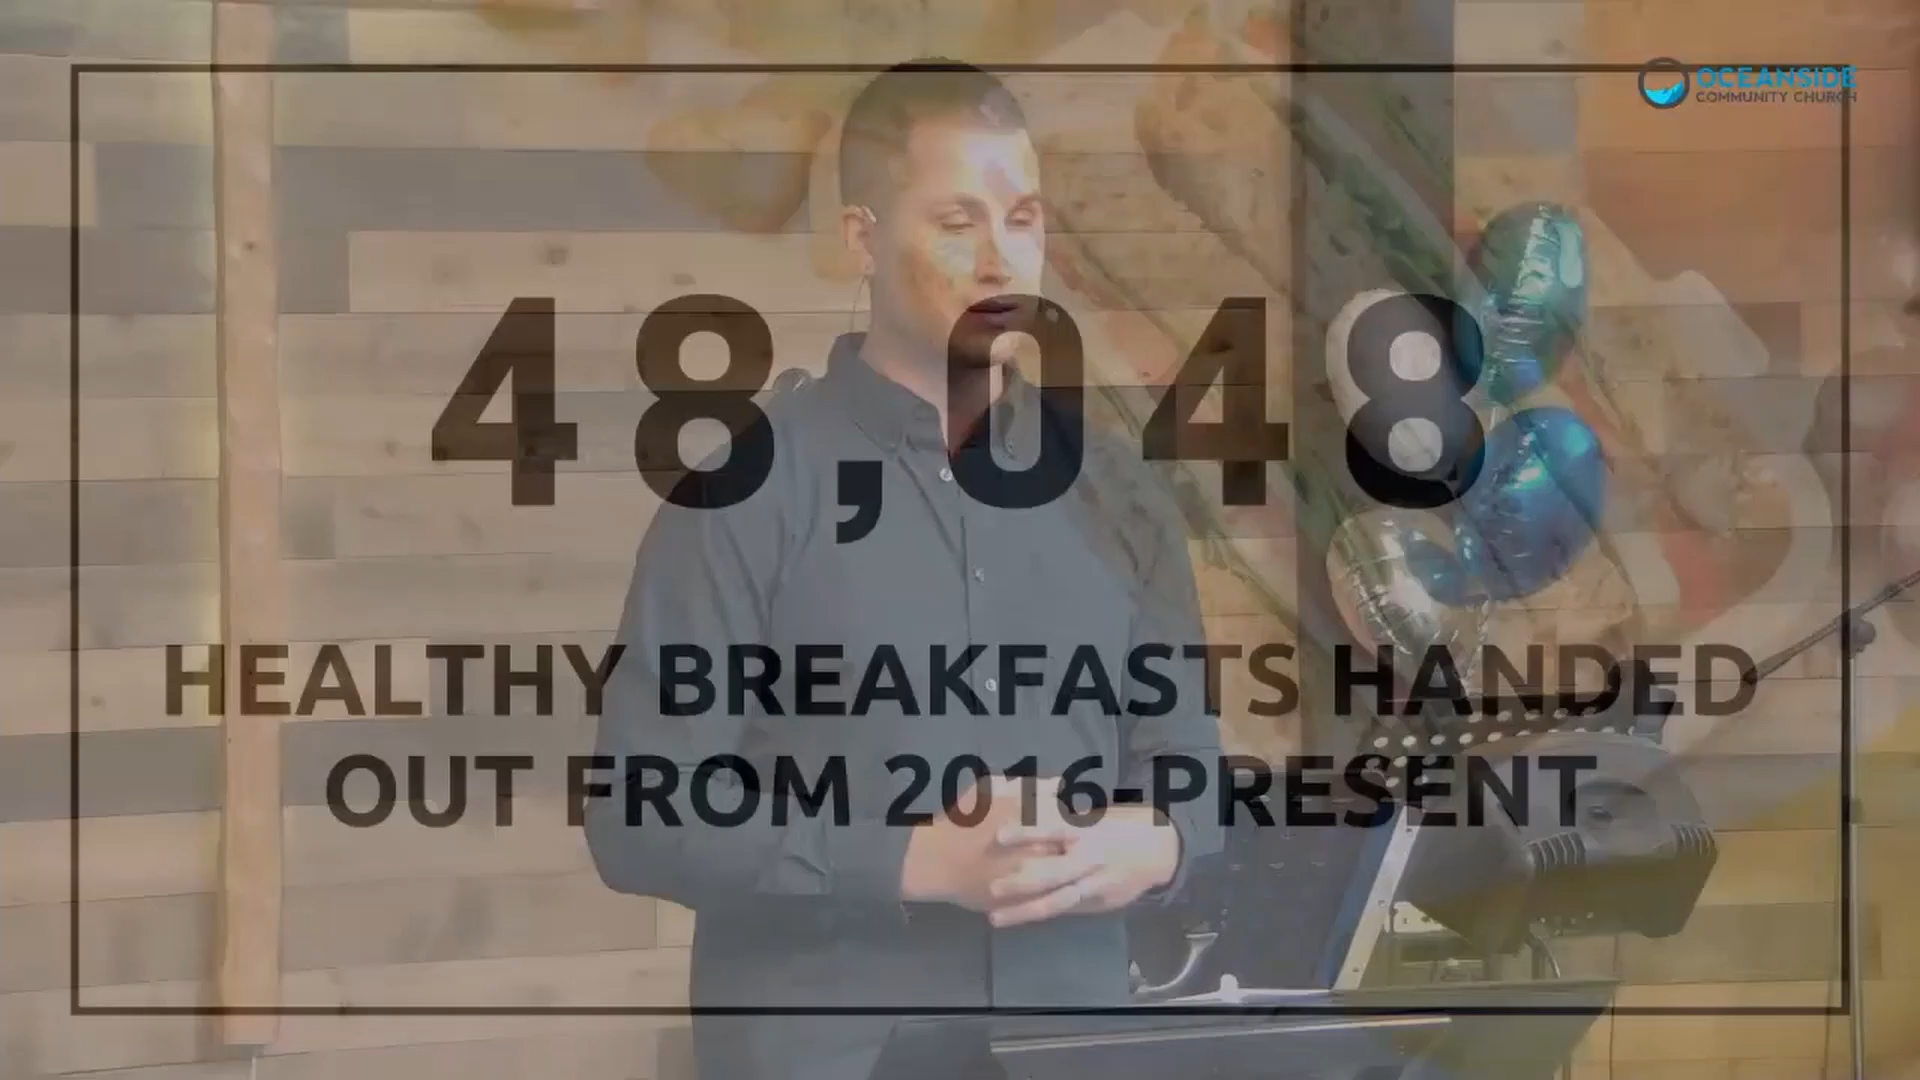 OCEANSIDE
COMMUNITY CHURCH
48,048
HEALTHY BREAKFASTS HANDED
OUT FROM 2016-PRESENT